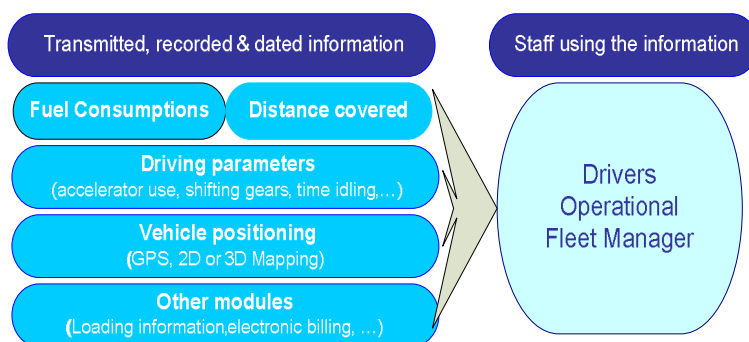 Transmitted, recorded & dated information
Staff using the information
Fuel Consumptions
Distance covered
Driving parameters
(accelerator use, shifting gears, time idling,...)
Vehicle positioning
(GPS, 2D or 3D Mapping)
Other modules
(Loading information,electronic billing, ...)
Drivers
Operational
Fleet Manager